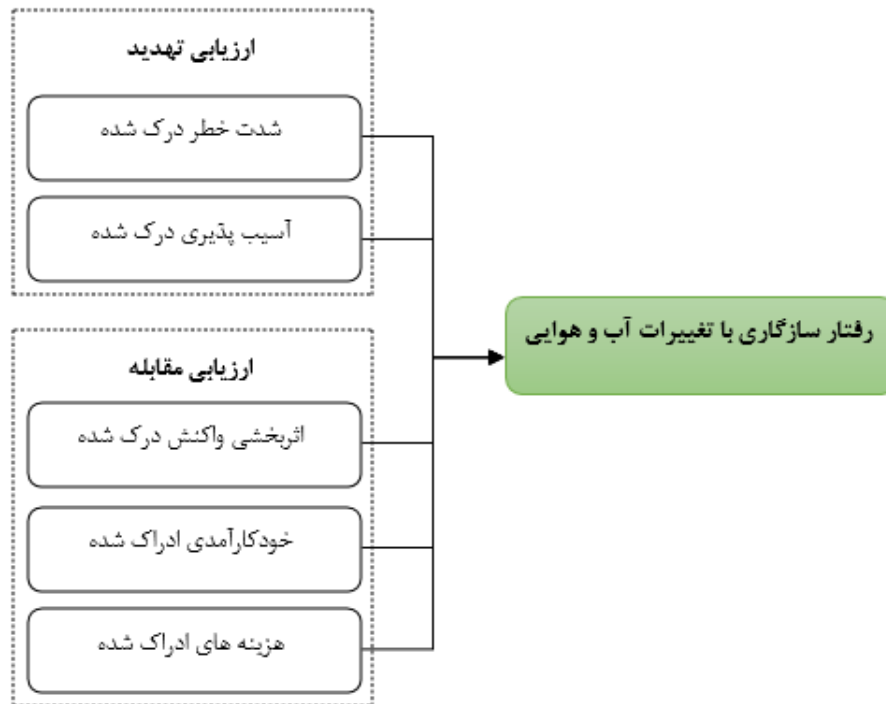 ارزیابی تهدید
شدت خطر درک شده
آسیب پذیری درک شده
ارزیابی مقابله
اثربخشی واکنش درک شده
خودکارآمدی ادراک شده
هزینه های ادراک شده
رفتار سازگاری با تغییرات آب و هوایی